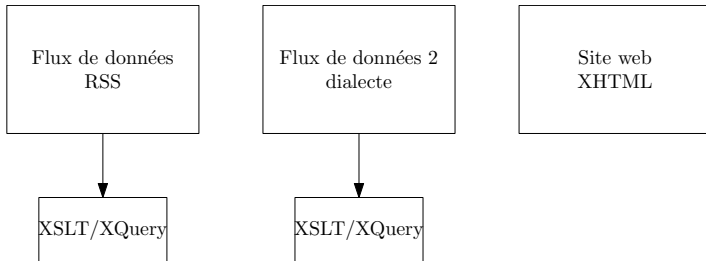 Flux de données
RSS
Flux de données 2
dialecte
Site web
XHTML
XSLT/XQuery
XSLT/XQuery